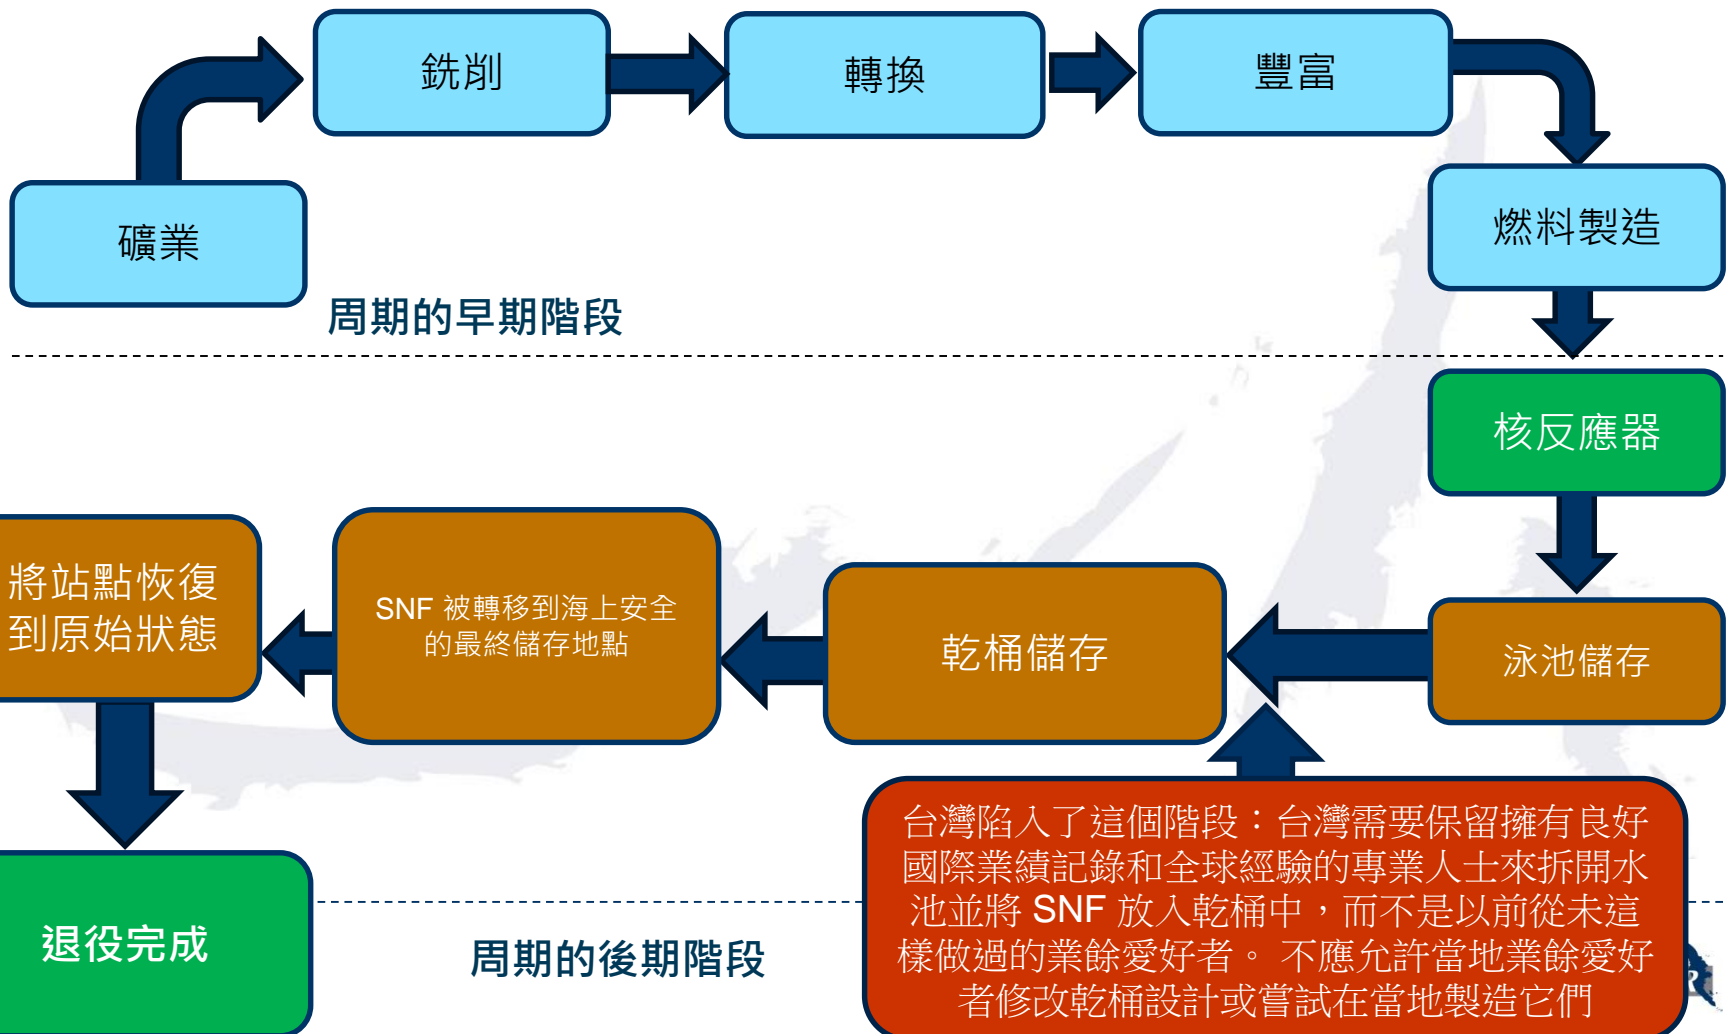 銑削
轉換
豐富
礦業
燃料製造
周期的早期階段
核反應器
將站點恢復
到原始狀態
SNF 被轉移到海上安全
的最終儲存地點
乾桶儲存
泳池儲存
台灣陷入了這個階段：台灣需要保留擁有良好
國際業績記錄和全球經驗的專業人士來拆開水
池並將 SNF 放入乾桶中，而不是以前從未這
樣做過的業餘愛好者。 不應允許當地業餘愛好
者修改乾桶設計或嘗試在當地製造它們
退役完成
周期的後期階段